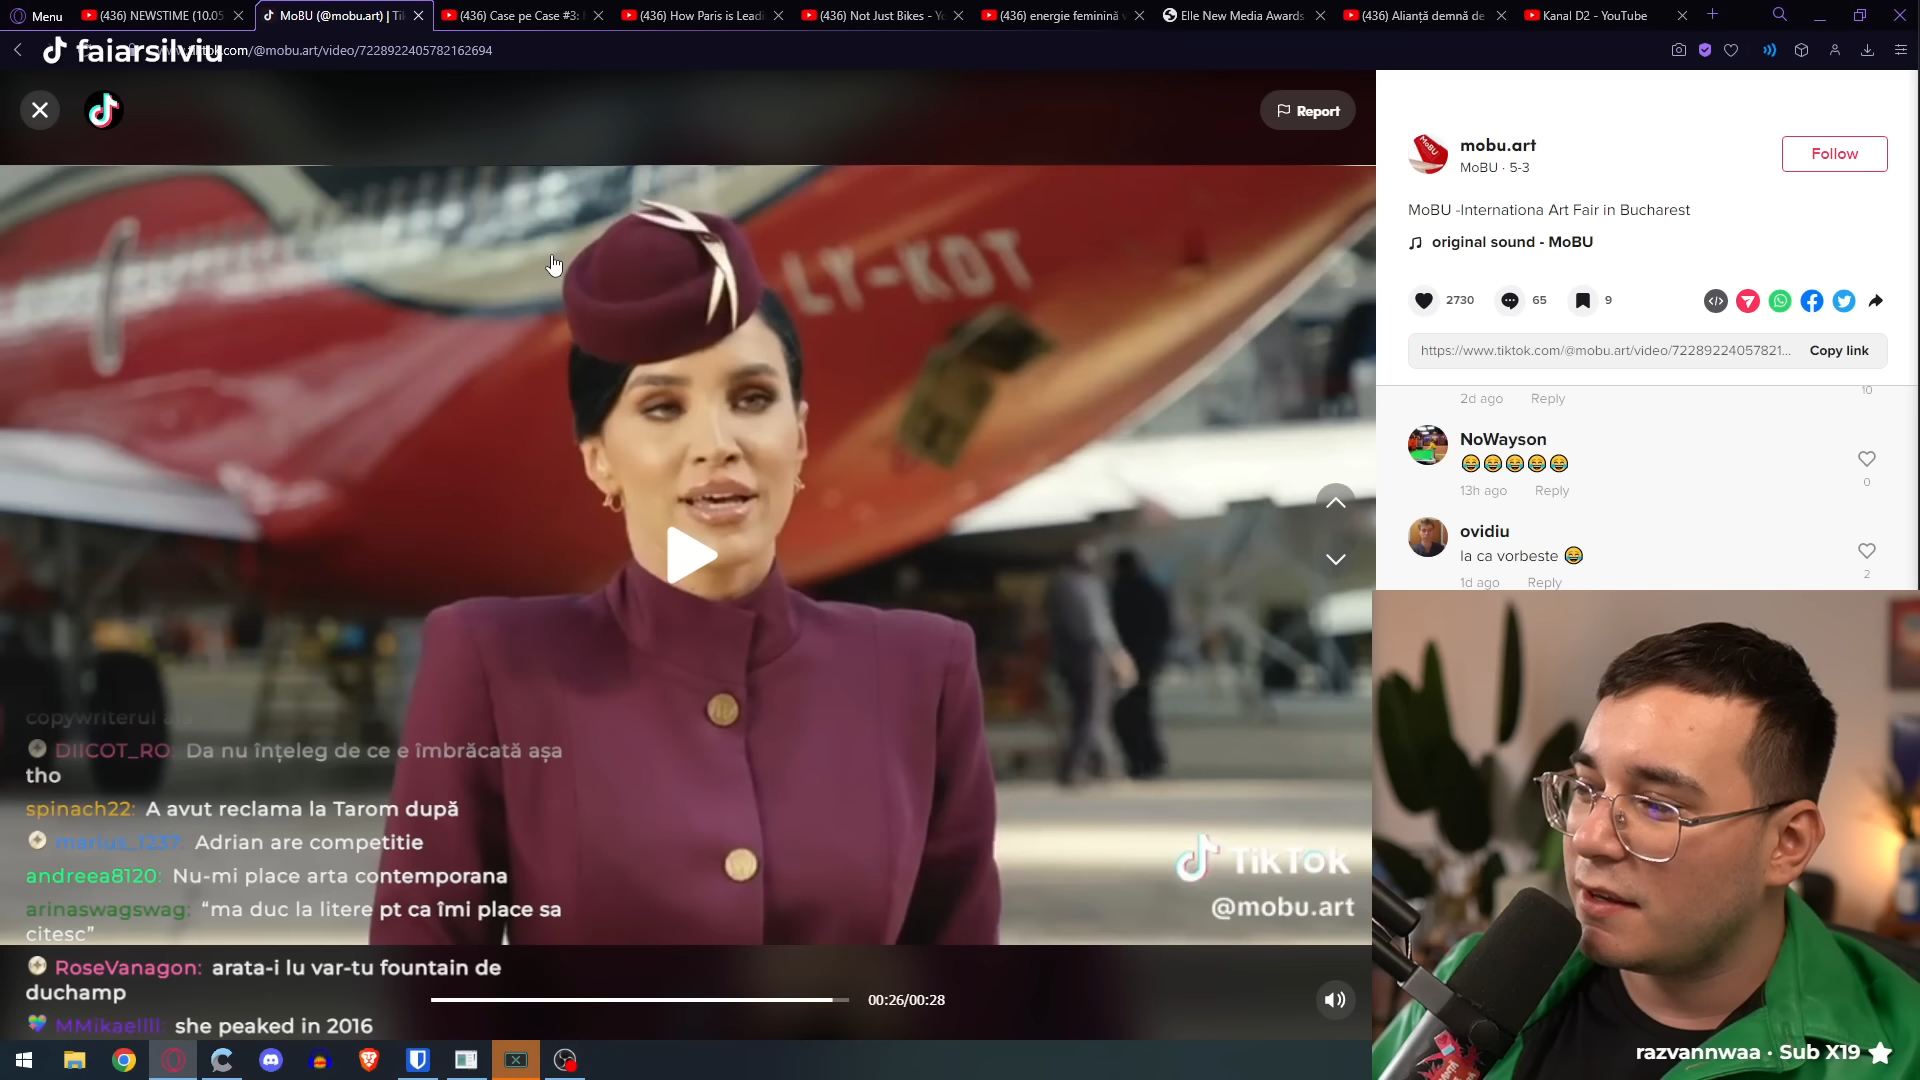 Menu
(436) NEWSTIME (10.05
MoBU (@mobu.art) | Ti
(436) Case pe Case #3:
(436) How Paris is Leadi
(436) Not Just Bikes - Yo
(436) energie feminină v
Elle New Media Awards
(436) Alianță demnă de
Kanal D2 - YouTube
faiarsilviu
.com/@mobu.art/video/7228922405782162694
Report
mobu.art
MoBU · 5-3
Follow
MoBU -Internationa Art Fair in Bucharest
original sound - MoBU
2730
65
9
https://www.tiktok.com/@mobu.art/video/72289224057821...
Copy link
10
2d ago
Reply
NoWayson
😂😂😂😂😂
0
13h ago
Reply
ovidiu
la ca vorbeste 😂
2
1d ago
Reply
LY-KDT
copywriterul
DIICOT_RO: Da nu înțeleg de ce e îmbrăcată așa
tho
spinach22: A avut reclama la Tarom după
marius_1237: Adrian are competitie
andreea8120: Nu-mi place arta contemporana
arinaswagswag: “ma duc la litere pt ca îmi place sa
citesc”
RoseVanagon: arata-i lu var-tu fountain de
duchamp
MMikaellll: she peaked in 2016
TikTok
@mobu.art
00:26/00:28
razvannwaa · Sub X19